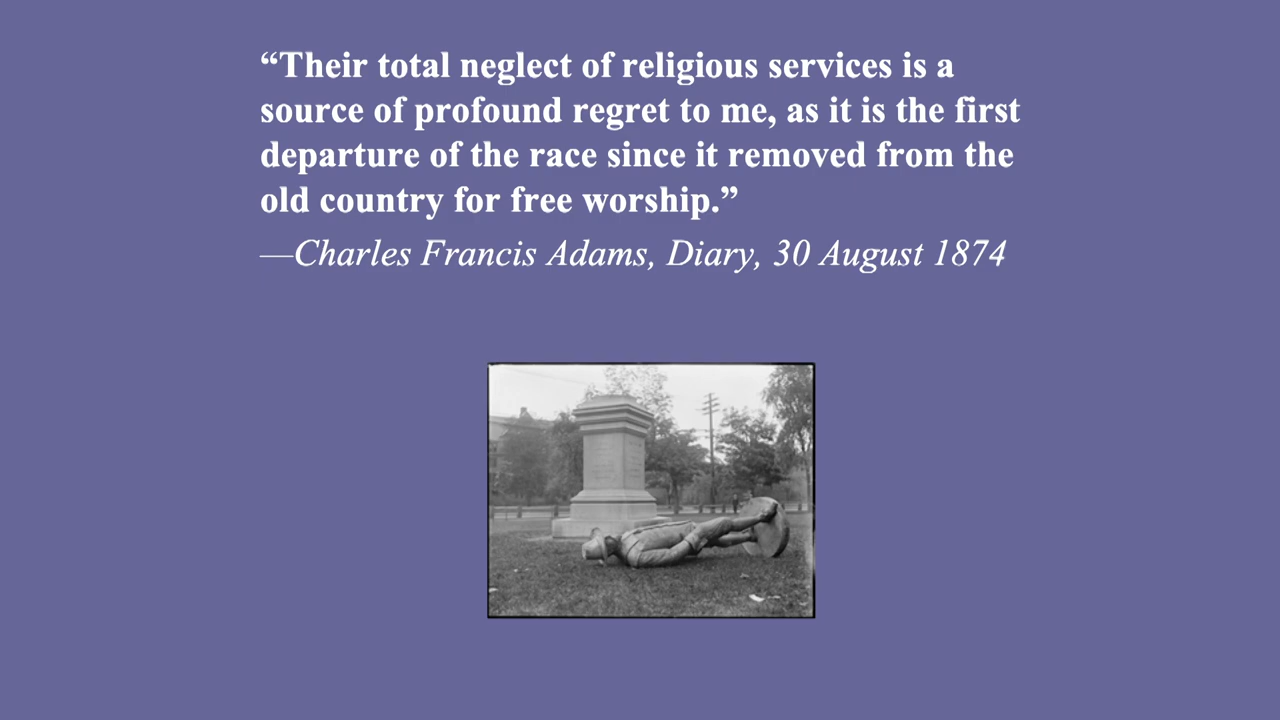 “Their total neglect of religious services is a
source of profound regret to me, as it is the first
departure of the race since it removed from the
old country for free worship.”
—Charles Francis Adams, Diary, 30 August 1874